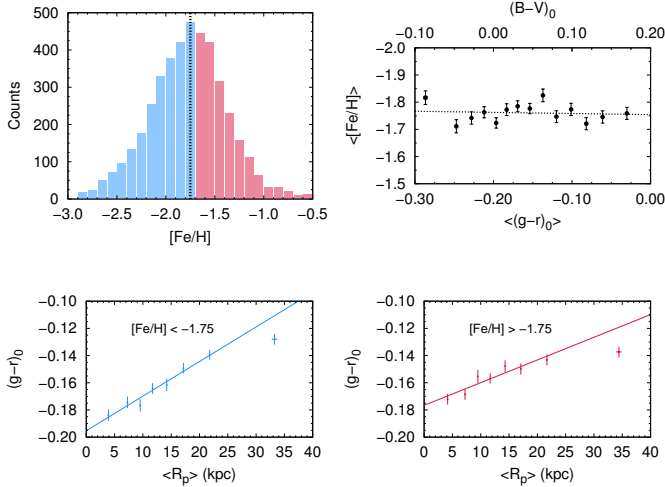 500
400
300
200
100
0
Counts
−3.0 −2.5 −2.0 −1.5 −1.0 −0.5
[Fe/H]
(B−V)₀
−0.10 0.00 0.10 0.20
−2.0
−1.9
−1.8
−1.7
−1.6
−1.5
<[Fe/H]>
−0.30 −0.20 −0.10 0.00
<(g−r)₀>
−0.10
−0.12
−0.14
−0.16
−0.18
−0.20
(g−r)₀
[Fe/H] < −1.75
0 5 10 15 20 25 30 35 40
<Rₚ> (kpc)
−0.10
−0.12
−0.14
−0.16
−0.18
−0.20
(g−r)₀
[Fe/H] > −1.75
0 5 10 15 20 25 30 35 40
<Rₚ> (kpc)